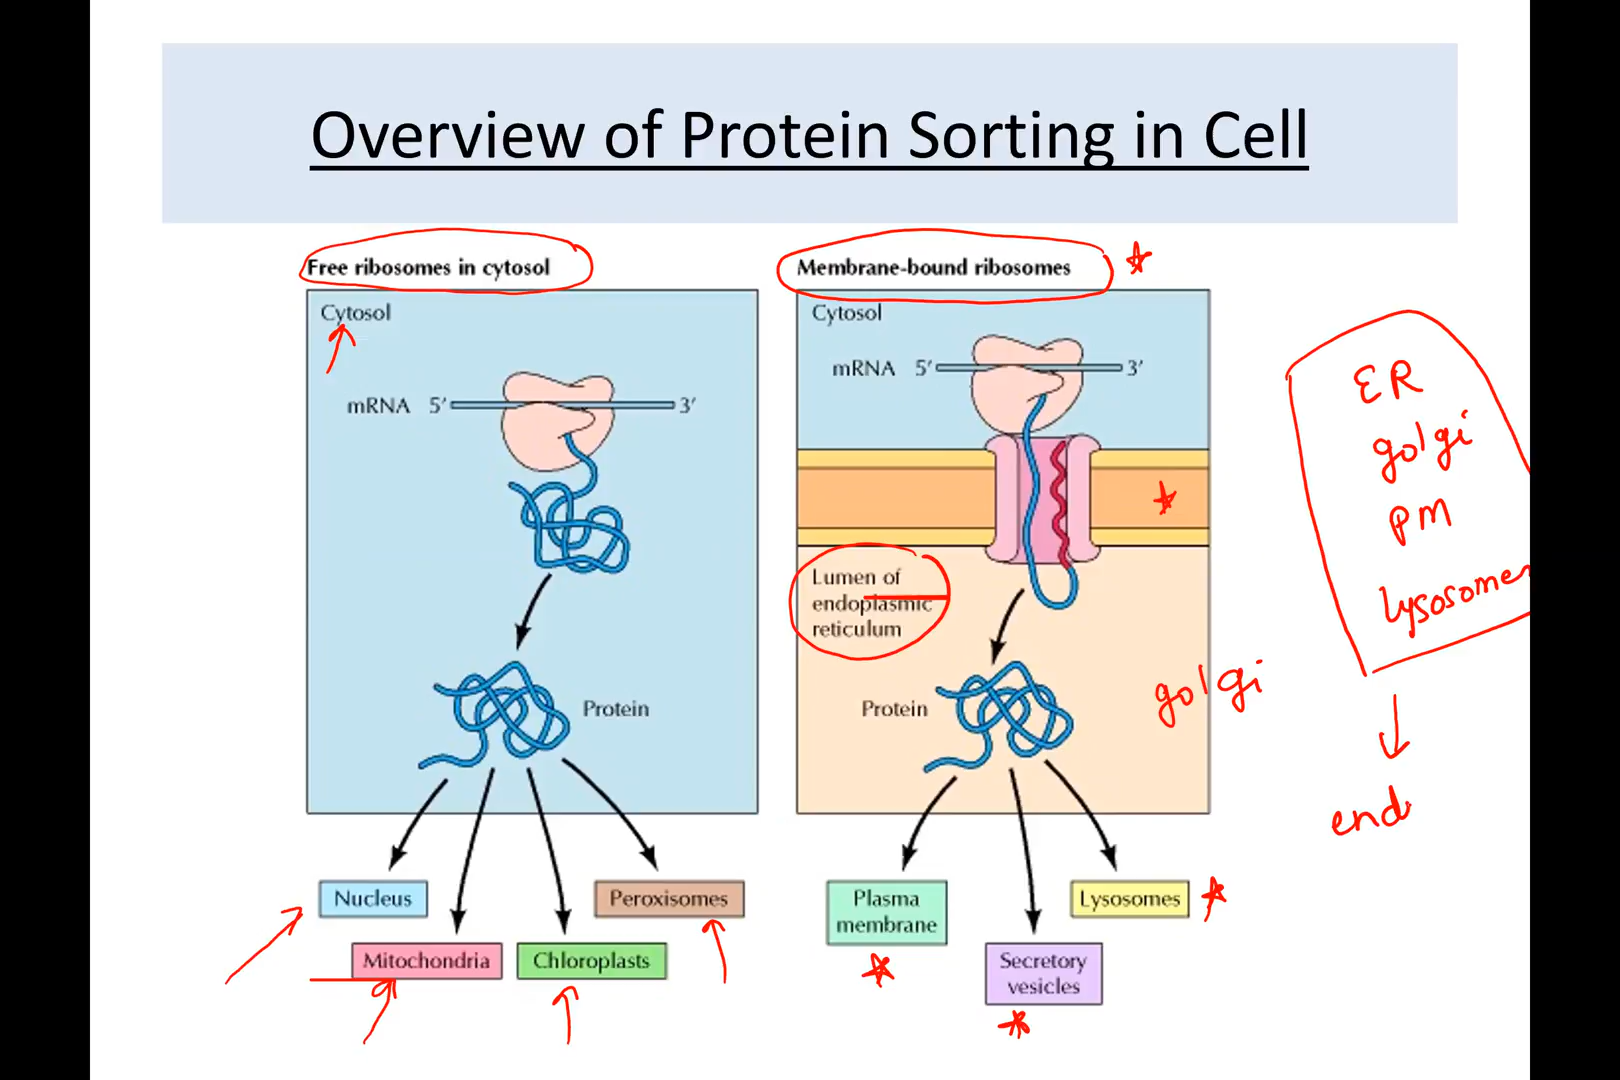 Overview of Protein Sorting in Cell
Free ribosomes in cytosol
Cytosol
mRNA 5′ 3′
Protein
Nucleus
Mitochondria
Chloroplasts
Peroxisomes
Membrane-bound ribosomes
Cytosol
mRNA 5′ 3′
Lumen of
endoplasmic
reticulum
Protein
golgi
Plasma
membrane
Secretory
vesicles
Lysosomes
ER
golgi
PM
Lysosomes
end